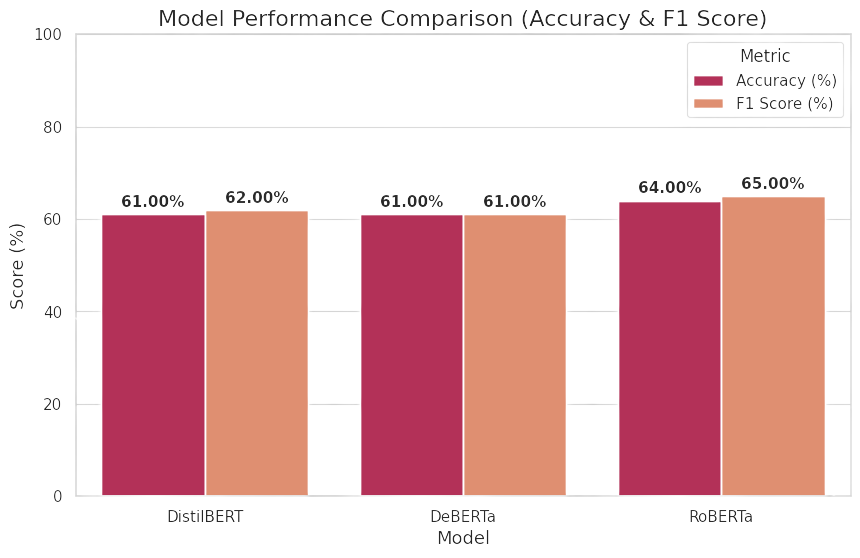 Model Performance Comparison (Accuracy & F1 Score)
Metric
Accuracy (%)
F1 Score (%)
Score (%)
100
80
60
40
20
0
61.00%
62.00%
61.00%
61.00%
64.00%
65.00%
DistilBERT
DeBERTa
RoBERTa
Model